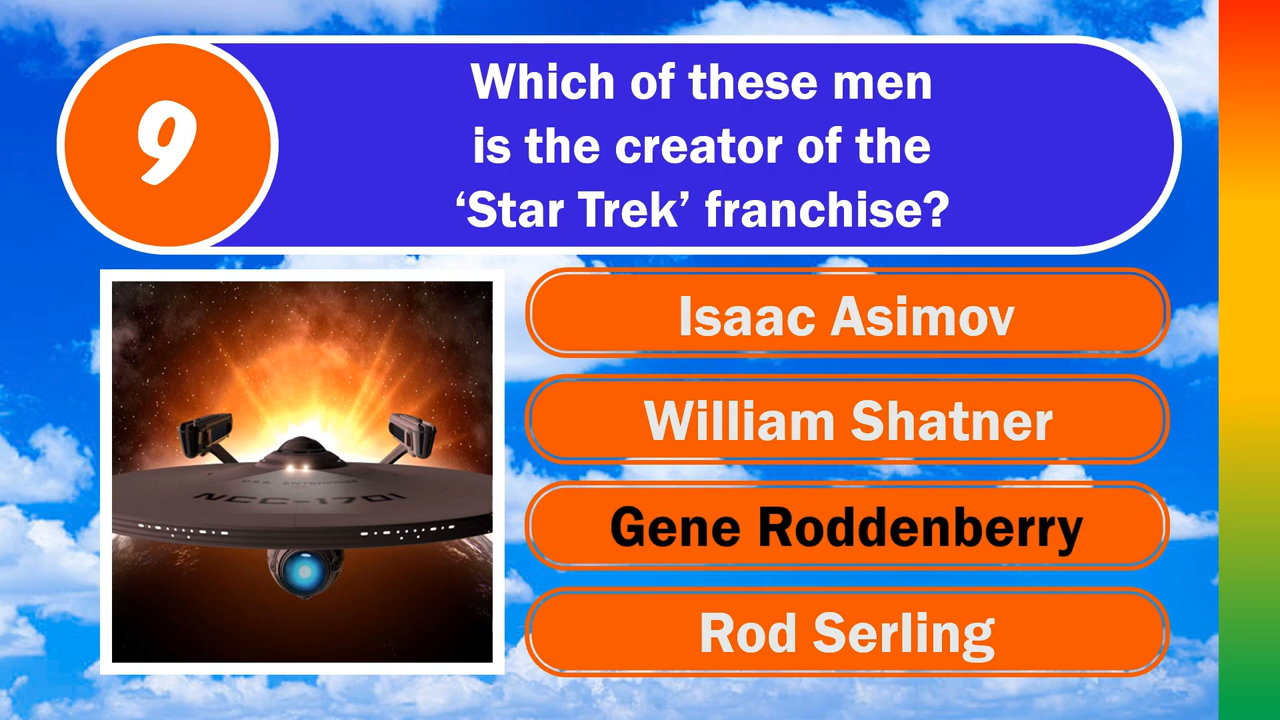 9
Which of these men
is the creator of the
‘Star Trek’ franchise?
U.S.S. ENTERPRISE
NCC-1701
Isaac Asimov
William Shatner
Gene Roddenberry
Rod Serling